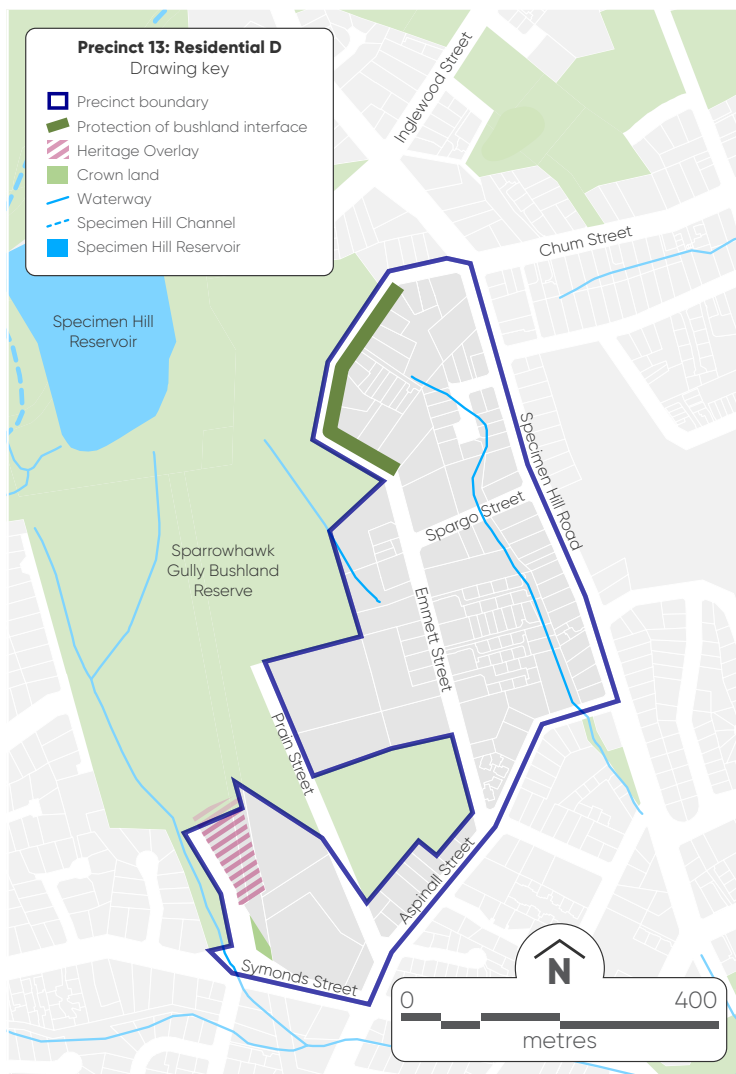 Precinct 13: Residential D
Drawing key
Precinct boundary
Protection of bushland interface
Heritage Overlay
Crown land
Waterway
Specimen Hill Channel
Specimen Hill Reservoir
Inglewood Street
Chum Street
Specimen Hill
Reservoir
Specimen Hill Road
Spargo Street
Sparrowhawk
Gully Bushland
Reserve
Emmett Street
Prain Street
Aspinall Street
Symonds Street
N
0 400
metres